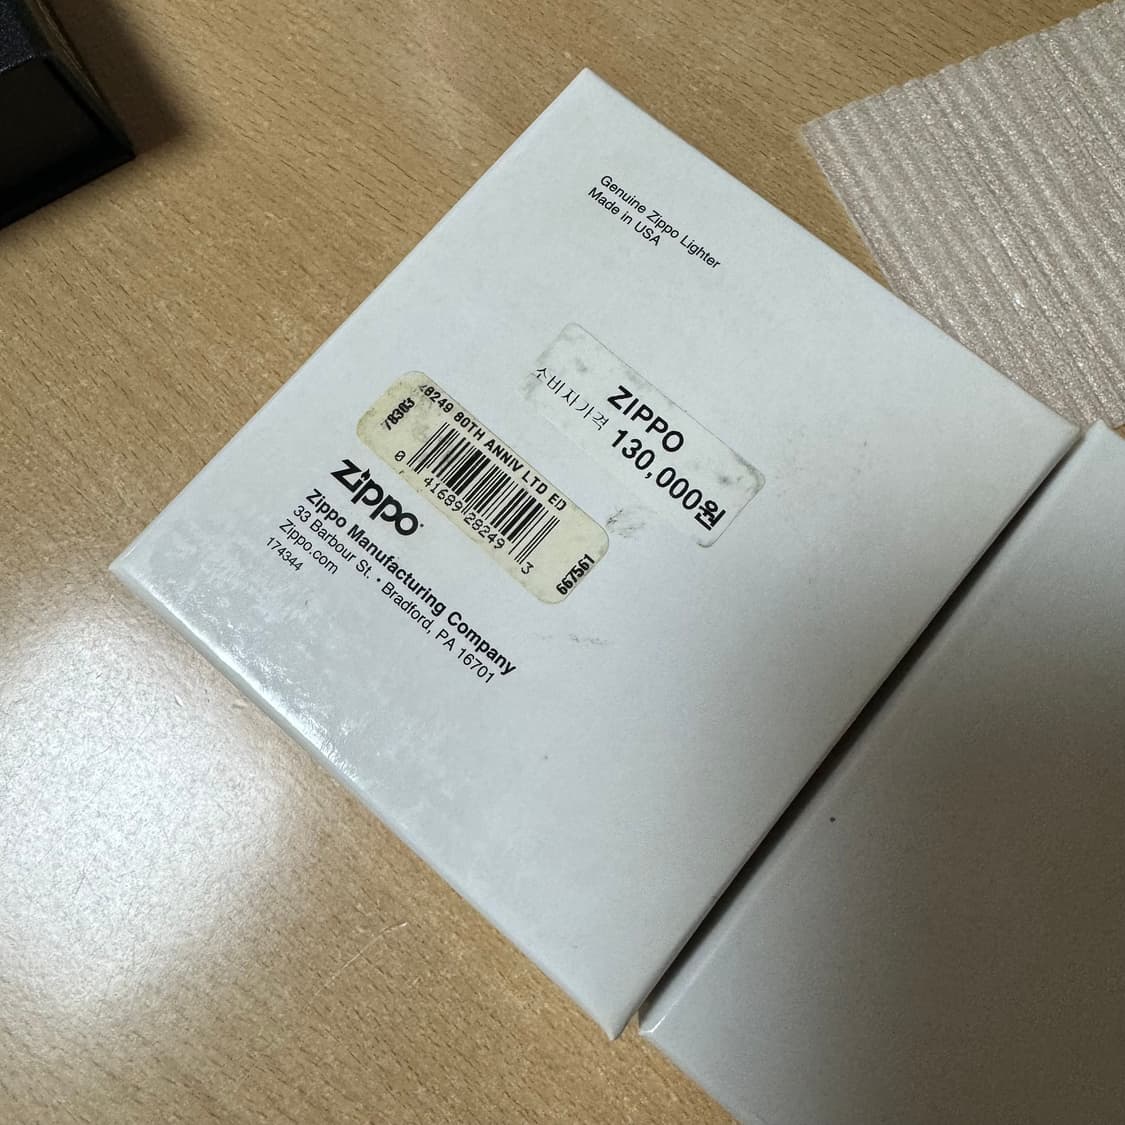 Genuine Zippo Lighter
Made in USA
ZIPPO
소비자가격 130,000원
28249 80TH ANNIV LTD ED
0 41689 28249 3
667561
Zippo
Zippo Manufacturing Company
33 Barbour St. • Bradford, PA 16701
Zippo.com
174344